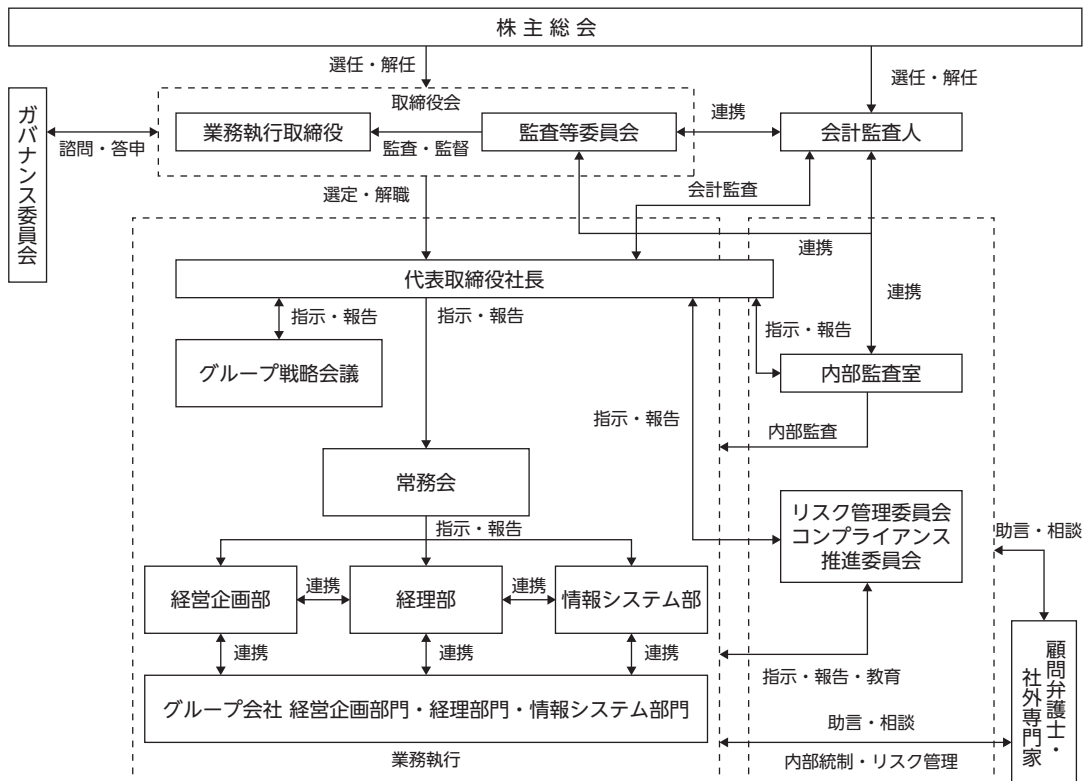 株主総会
選任・解任
選任・解任
ガバナンス委員会
諮問・答申
取締役会
業務執行取締役
監査・監督
監査等委員会
連携
会計監査人
選定・解職
会計監査
連携
連携
代表取締役社長
指示・報告
指示・報告
指示・報告
グループ戦略会議
内部監査室
指示・報告
内部監査
常務会
指示・報告
リスク管理委員会
コンプライアンス
推進委員会
助言・相談
経営企画部
連携
経理部
連携
情報システム部
連携
連携
連携
指示・報告・教育
グループ会社 経営企画部門・経理部門・情報システム部門
助言・相談
業務執行
内部統制・リスク管理
顧問弁護士・
社外専門家